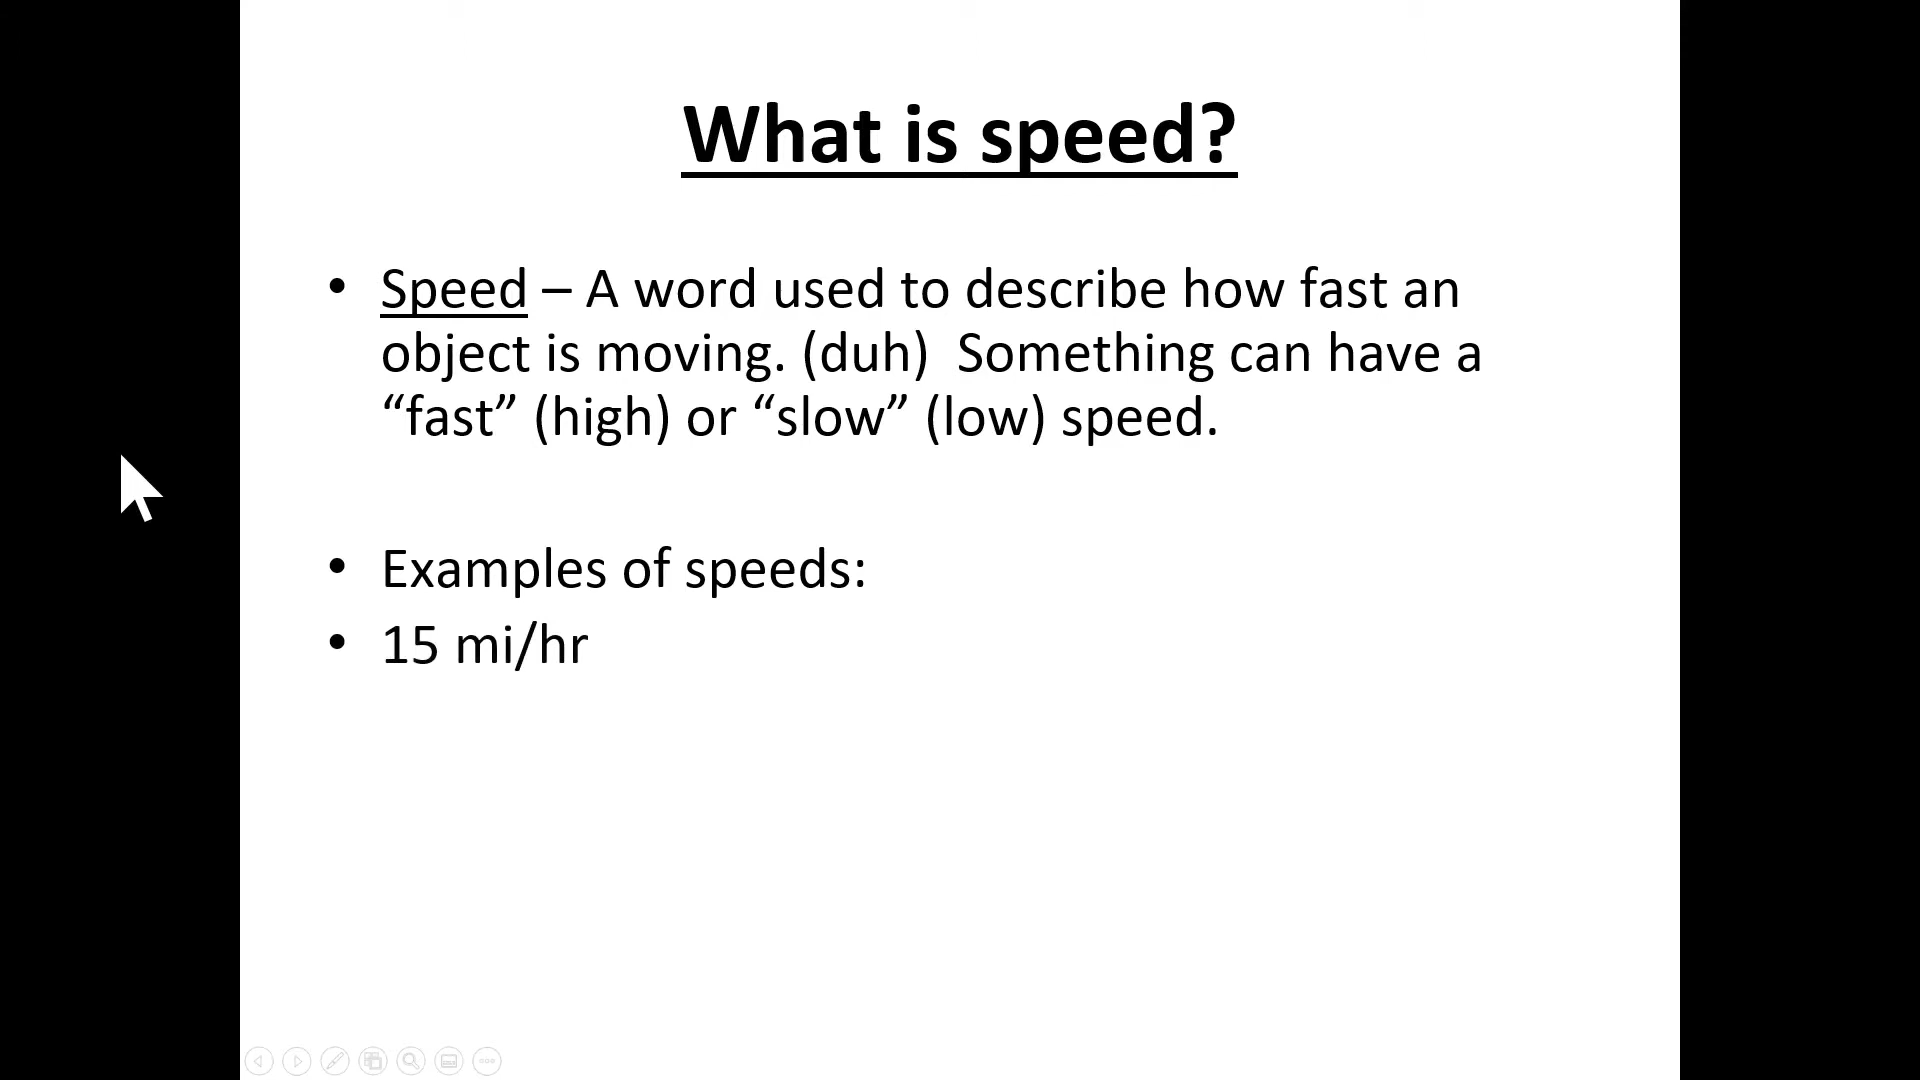 What is speed?
• Speed – A word used to describe how fast an
object is moving. (duh)  Something can have a
“fast” (high) or “slow” (low) speed.
• Examples of speeds:
• 15 mi/hr